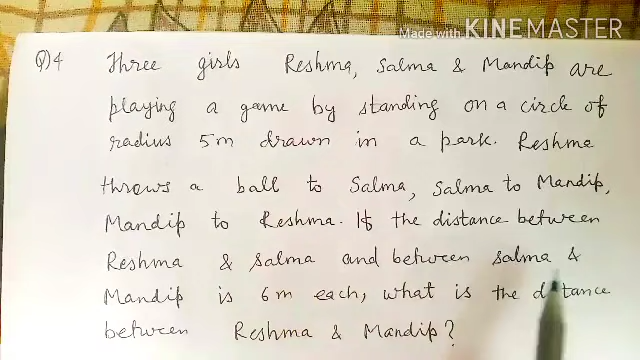 Made with KINEMASTER
Q)4 Three girls Reshma, Salma & Mandip are
playing a game by standing on a circle of
radius 5m drawn in a park. Reshma
throws a ball to Salma, Salma to Mandip,
Mandip to Reshma. If the distance between
Reshma & Salma and between Salma &
Mandip is 6m each, what is the distance
between Reshma & Mandip?